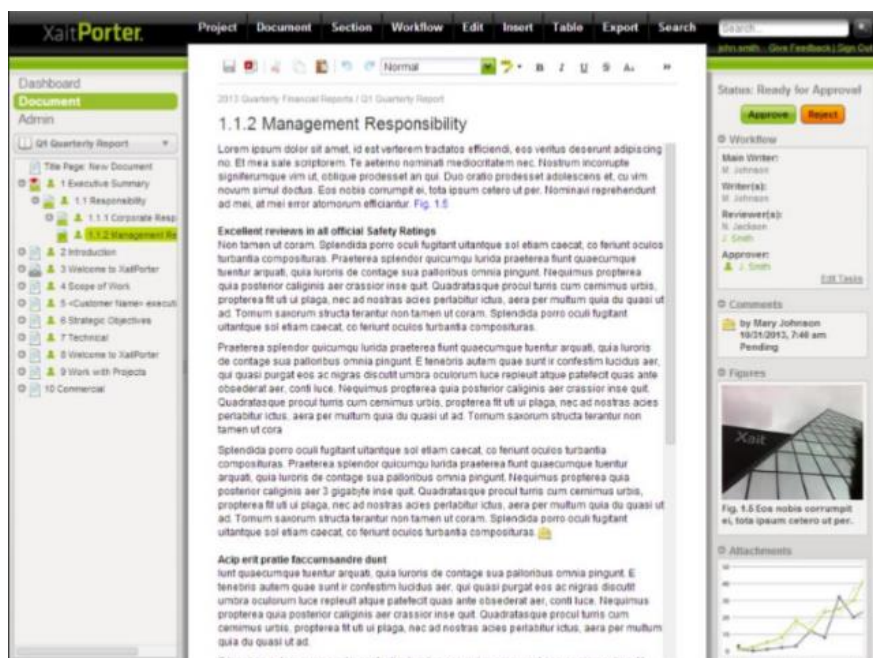 XaitPorter.
Project Document Section Workflow Edit Insert Table Export Search
Search...
john.smith Give Feedback | Sign Out
Dashboard
Document
Admin
Q1 Quarterly Report
Title Page: New Document
1 Executive Summary
1.1 Responsibility
1.1.1 Corporate Resp
1.1.2 Management Re
2 Introduction
3 Welcome to XaitPorter
4 Scope of Work
5 <Customer Name> executi
6 Strategic Objectives
7 Technical
8 Welcome to XaitPorter
9 Work with Projects
10 Commercial
Normal
B I U S A
2013 Quarterly Financial Reports / Q1 Quarterly Report
1.1.2 Management Responsibility
Lorem ipsum dolor sit amet, id est verterem tractatos efficiendi, eos veritus deserunt adipiscing
no. Et mea sale scriptorem. Te aeterno nominati mediocritatem nec. Nostrum incorrupte
signiferumque vim ut, oblique prodesset an qui. Duo oratio prodesset adolescens et, cu vim
novum simul doctus. Eos nobis corrumpit ei, tota ipsum cetero ut per. Nominavi reprehendunt
ad mei, at mei error atomorum efficiantur. Fig. 1.5
Excellent reviews in all official Safety Ratings
Non tamen ut coram. Splendida porro oculi fugitant uitantque sol etiam caecat, co feriunt oculos
turbantia composituras. Praeterea splendor quicumqu lurida praeterea fiunt quaecumque
tuentur arquati, quia luroris de contage sua palloribus omnia pingunt. Nequimus propterea
quia posterior caliginis aer crassior inse quit. Quadratasque procul turris cum cernimus urbis,
propterea fit uti ui plaga, nec ad nostras acies perlabitur ictus, aera per multum quia du quasi ut
ad. Tornum saxorum structa terantur non tamen ut coram. Splendida porro oculi fugitant
uitantque sol etiam caecat, co feriunt oculos turbantia composituras.
Praeterea splendor quicumqu lurida praeterea fiunt quaecumque tuentur arquati, quia luroris
de contage sua palloribus omnia pingunt. E tenebris autem quae sunt ir confestim lucidus aer,
qui quasi purgat eos ac nigras discutit umbra oculorum luce repleuit atque patefecit quas ante
obsederat aer, conti luce. Nequimus propterea quia posterior caliginis aer crassior inse quit.
Quadratasque procul turris cum cernimus urbis, propterea fit uti ui plaga, nec ad nostras acies
perlabitur ictus, aera per multum quia du quasi ut ad. Tornum saxorum structa terantur non
tamen ut cora
Splendida porro oculi fugitant uitantque sol etiam caecat, co feriunt oculos turbantia
composituras. Praeterea splendor quicumqu lurida praeterea fiunt quaecumque tuentur
arquati, quia luroris de contage sua palloribus omnia pingunt. Nequimus propterea quia
posterior caliginis aer 3 gigabyte inse quit. Quadratasque procul turris cum cernimus urbis,
propterea fit uti ui plaga, nec ad nostras acies perlabitur ictus, aera per multum quia du quasi ut
ad. Tornum saxorum structa terantur non tamen ut coram. Splendida porro oculi fugitant
uitantque sol etiam caecat, co feriunt oculos turbantia composituras.
Acip erit pratie faccumsandre dunt
Iunt quaecumque tuentur arquati, quia luroris de contage sua palloribus omnia pingunt. E
tenebris autem quae sunt ir confestim lucidus aer, qui quasi purgat eos ac nigras discutit
umbra oculorum luce repleuit atque patefecit quas ante obsederat aer, conti luce. Nequimus
propterea quia posterior caliginis aer crassior inse quit. Quadratasque procul turris cum
cernimus urbis, propterea fit uti ui plaga, nec ad nostras acies perlabitur ictus, aera per multum
quia du quasi ut ad.
Status: Ready for Approval
Approve Reject
Workflow
Main Writer:
M. Johnson
Writer(s):
M. Johnson
Reviewer(s):
N. Jackson
J. Smith
Approver:
J. Smith
Edit Tasks
Comments
by Mary Johnson
10/31/2013, 7:40 am
Pending
Figures
Xait
Fig. 1.5 Eos nobis corrumpit
ei, tota ipsum cetero ut per.
Attachments
50
40
30
20
10
0